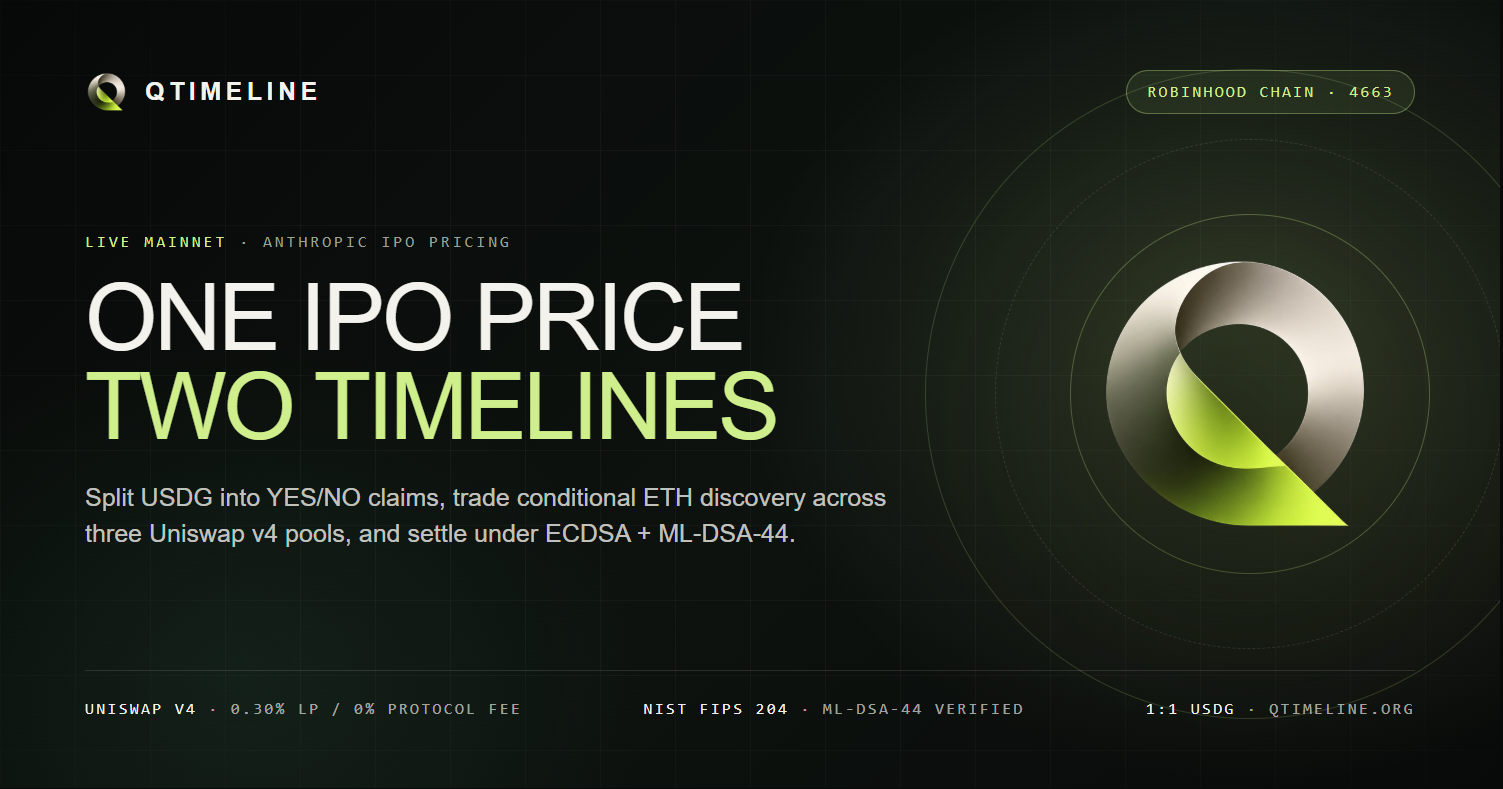 QTIMELINE
ROBINHOOD CHAIN · 4663
LIVE MAINNET · ANTHROPIC IPO PRICING
ONE IPO PRICE
TWO TIMELINES
Split USDG into YES/NO claims, trade conditional ETH discovery across
three Uniswap v4 pools, and settle under ECDSA + ML-DSA-44.
UNISWAP V4 · 0.30% LP / 0% PROTOCOL FEE
NIST FIPS 204 · ML-DSA-44 VERIFIED
1:1 USDG · QTIMELINE.ORG